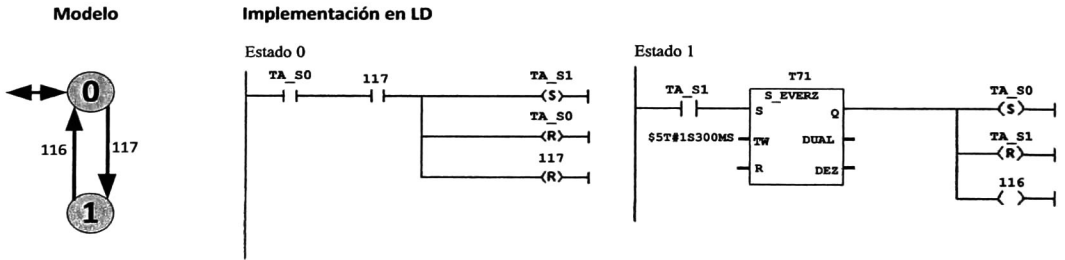 Modelo
Implementación en LD
0
116
117
1
Estado 0
TA_S0
117
TA_S1
(S)
TA_S0
(R)
117
(R)
Estado 1
TA_S1
T71
S_EVERZ
S
Q
$5T#1S300MS
TW
DUAL
R
DEZ
TA_S0
(S)
TA_S1
(R)
116
( )